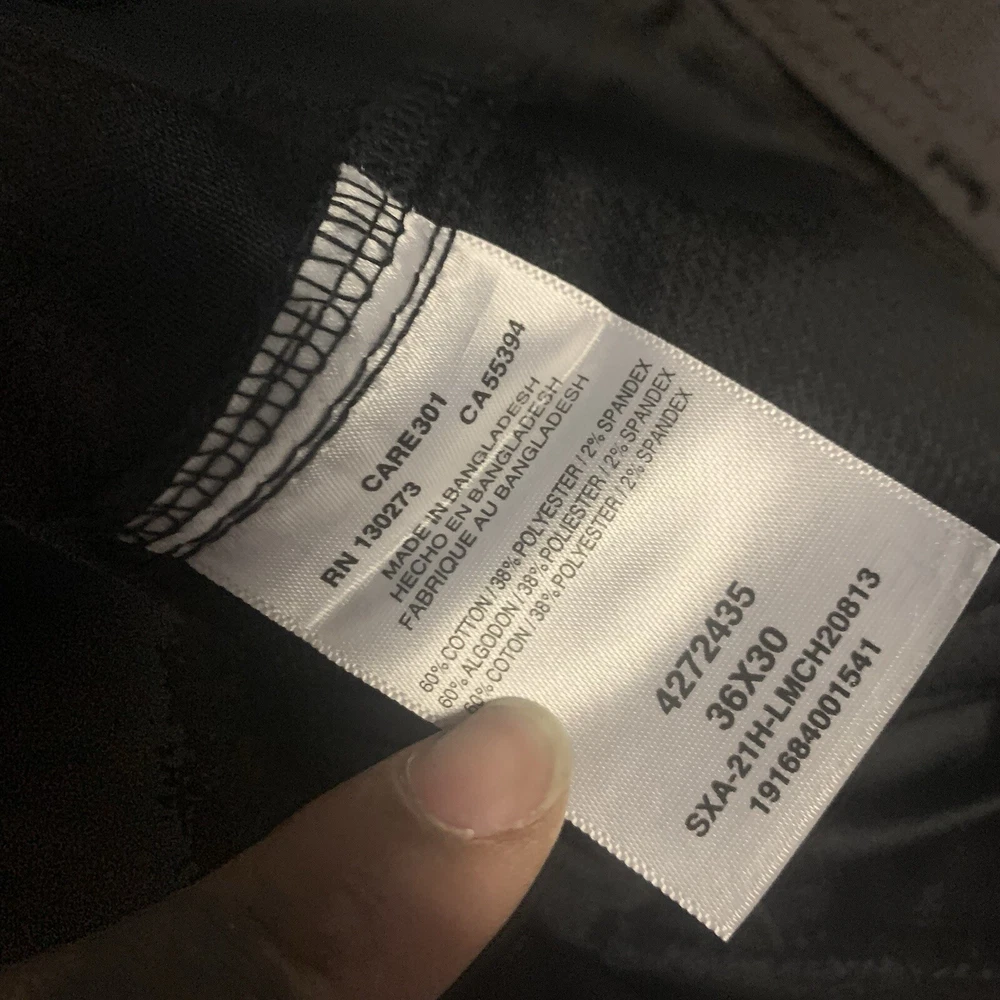 CARE301
RN 130273 CA55394
MADE IN BANGLADESH
HECHO EN BANGLADESH
FABRIQUE AU BANGLADESH
60% COTTON / 38% POLYESTER / 2% SPANDEX
60% ALGODON / 38% POLIESTER / 2% SPANDEX
60% COTON / 38% POLYESTER / 2% SPANDEX
4272435
36X30
SXA-21H-LMCH20813
191684001541